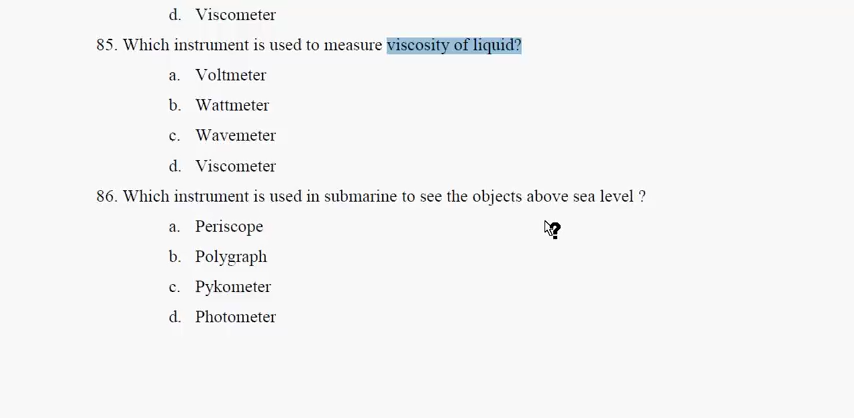 d. Viscometer
85. Which instrument is used to measure viscosity of liquid?
a. Voltmeter
b. Wattmeter
c. Wavemeter
d. Viscometer
86. Which instrument is used in submarine to see the objects above sea level ?
a. Periscope
b. Polygraph
c. Pykometer
d. Photometer